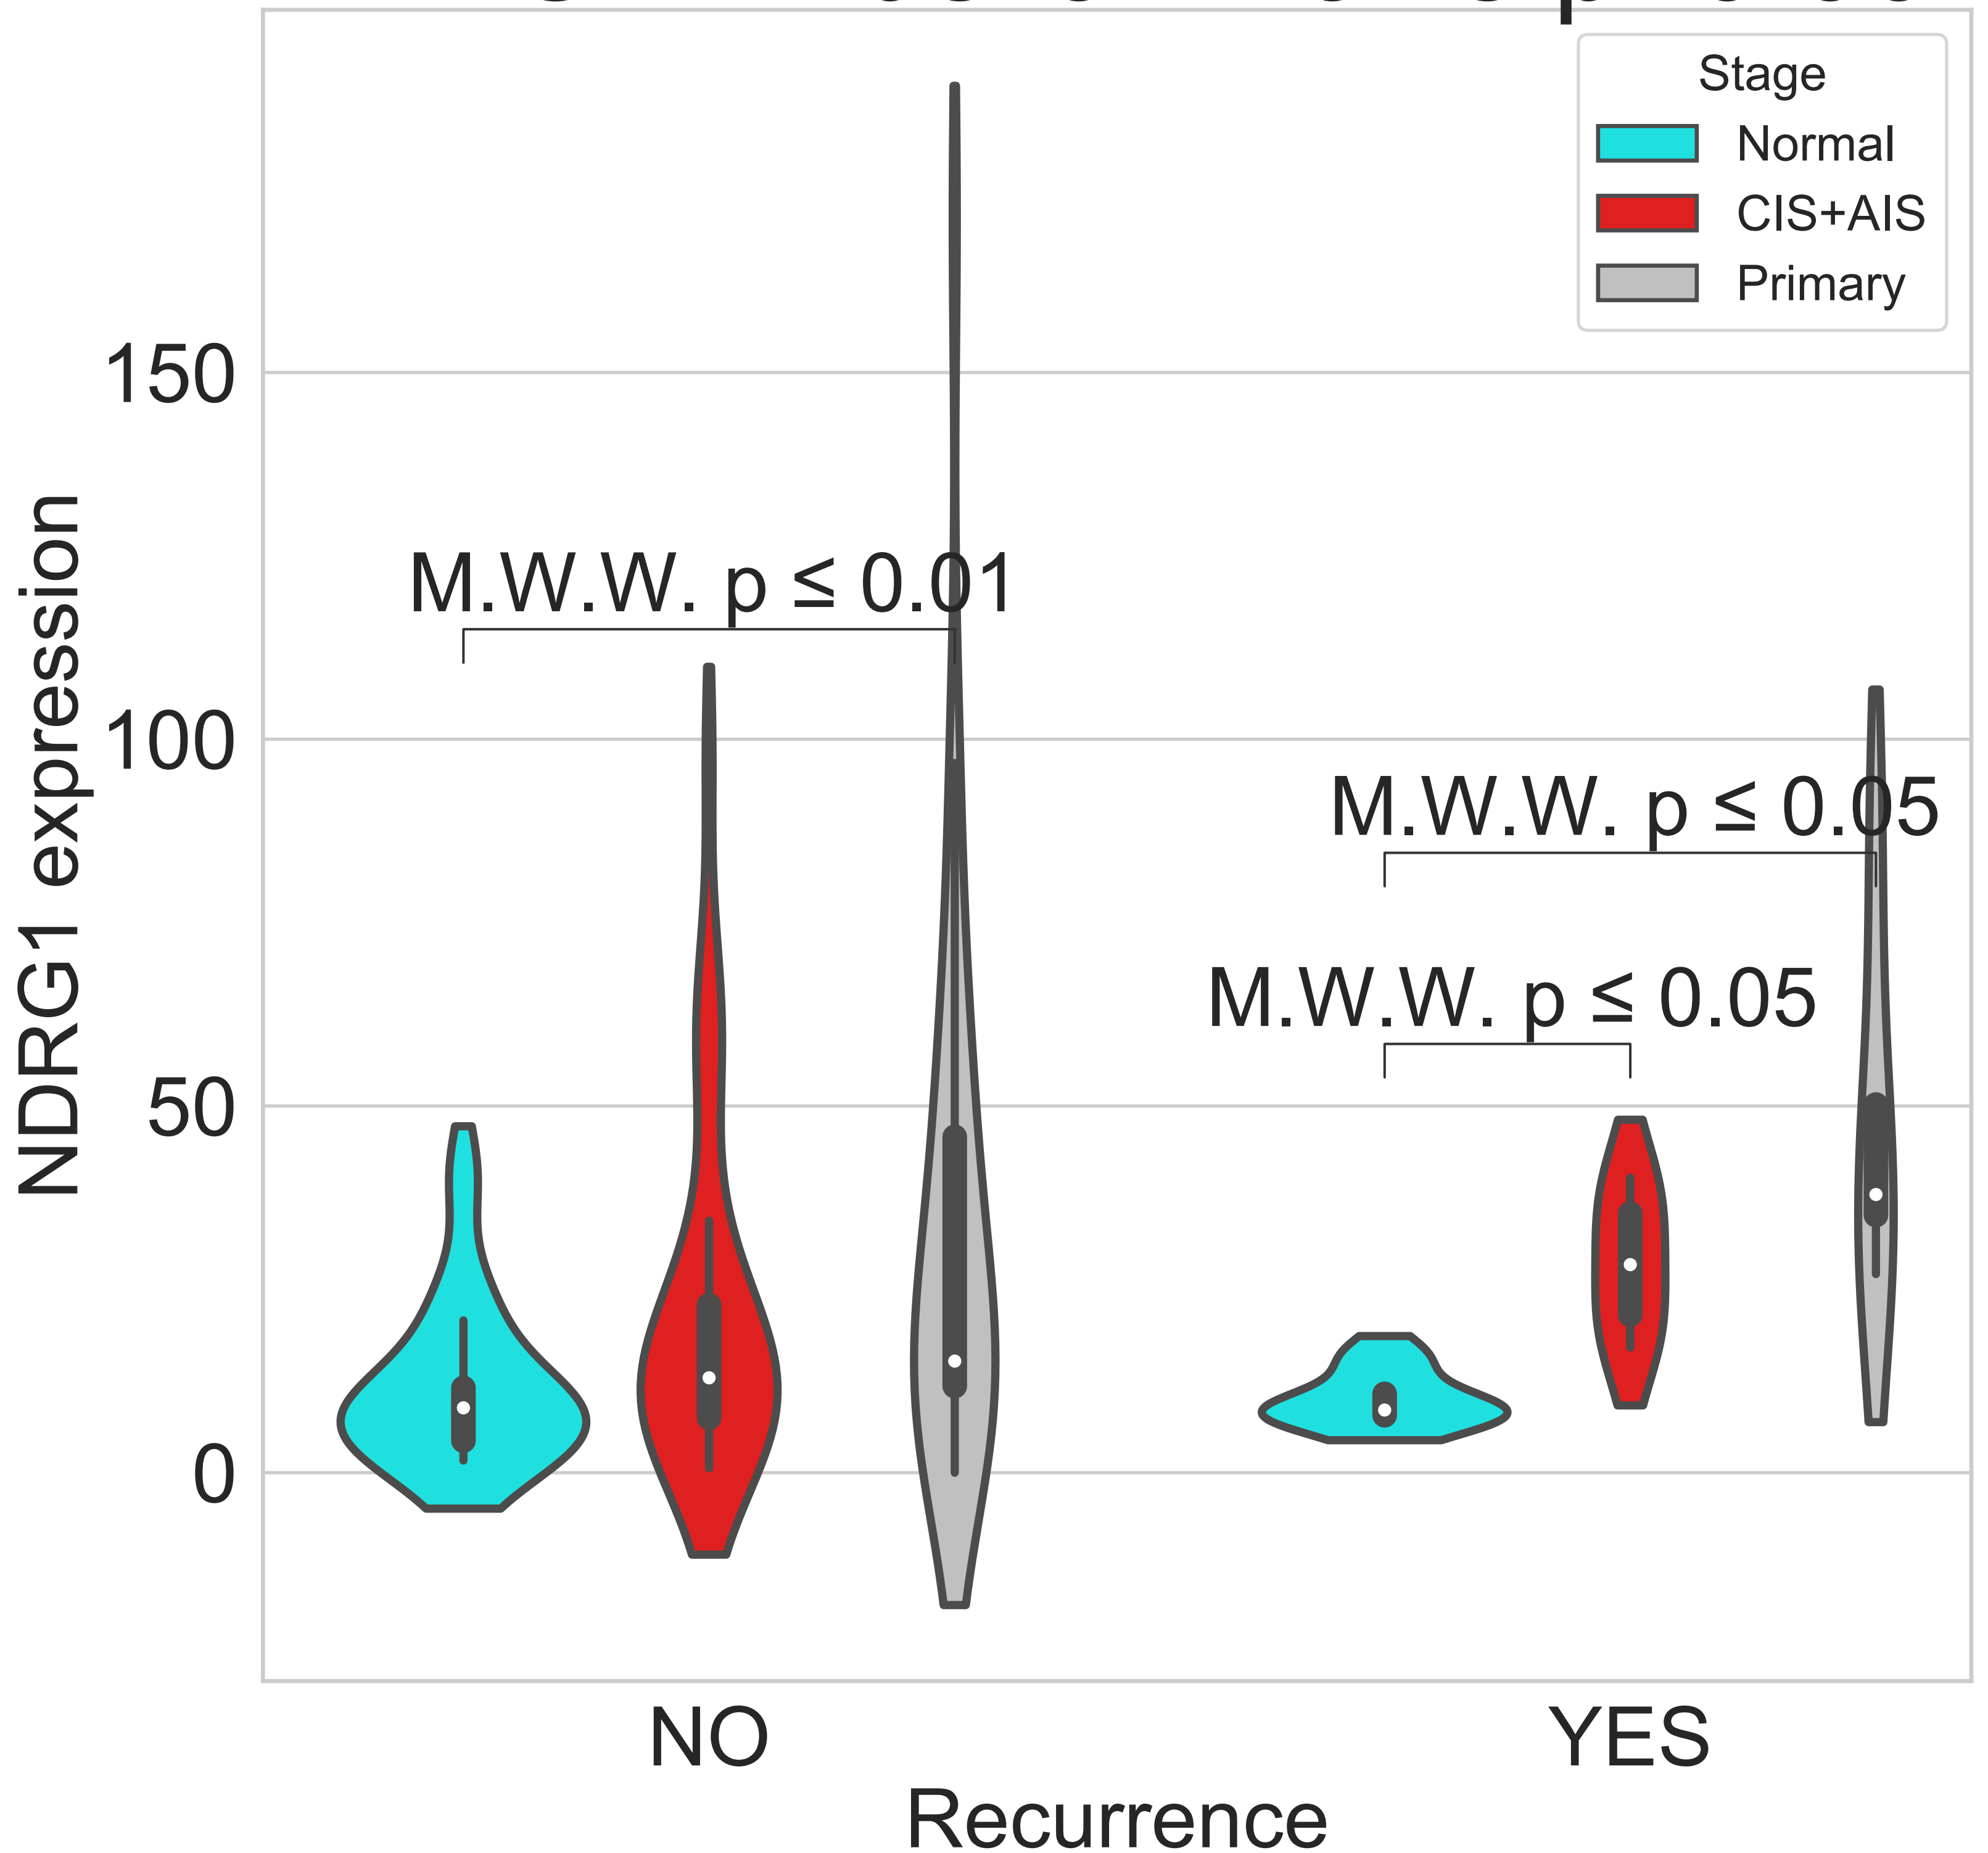 Stage
Normal
CIS+AIS
Primary
150
100
50
0
NDRG1 expression
M.W.W. p ≤ 0.01
M.W.W. p ≤ 0.05
M.W.W. p ≤ 0.05
NO
YES
Recurrence